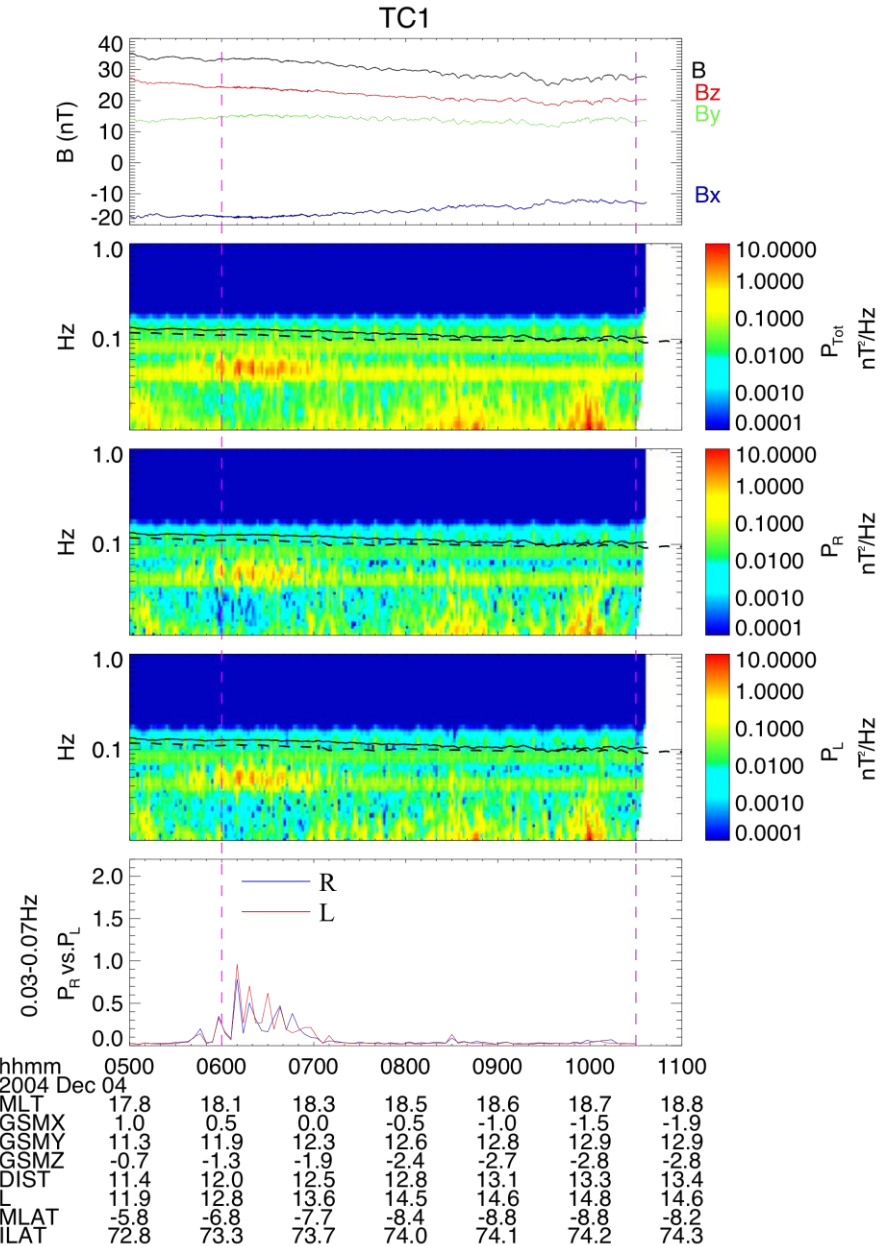 TC1
40
30
20
10
0
-10
-20
B (nT)
B
Bz
By
Bx
1.0
0.1
Hz
10.0000
1.0000
0.1000
0.0100
0.0010
0.0001
P_Tot
nT²/Hz
1.0
0.1
Hz
10.0000
1.0000
0.1000
0.0100
0.0010
0.0001
P_R
nT²/Hz
1.0
0.1
Hz
10.0000
1.0000
0.1000
0.0100
0.0010
0.0001
P_L
nT²/Hz
0.03-0.07Hz
P_R vs.P_L
2.0
1.5
1.0
0.5
0.0
R
L
hhmm 0500 0600 0700 0800 0900 1000 1100
2004 Dec 04
MLT 17.8 18.1 18.3 18.5 18.6 18.7 18.8
GSMX 1.0 0.5 0.0 -0.5 -1.0 -1.5 -1.9
GSMY 11.3 11.9 12.3 12.6 12.8 12.9 12.9
GSMZ -0.7 -1.3 -1.9 -2.4 -2.7 -2.8 -2.8
DIST 11.4 12.0 12.5 12.8 13.1 13.3 13.4
L 11.9 12.8 13.6 14.5 14.6 14.8 14.6
MLAT -5.8 -6.8 -7.7 -8.4 -8.8 -8.8 -8.2
ILAT 72.8 73.3 73.7 74.0 74.1 74.2 74.3